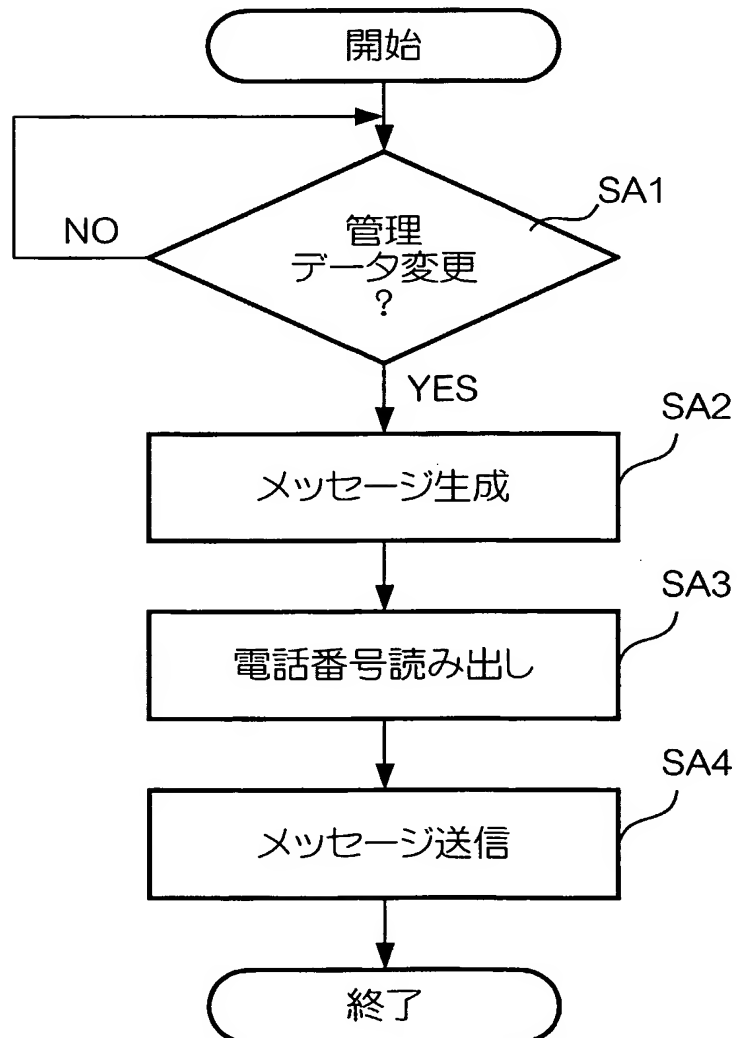 開始
SA1
NO
管理
データ変更
?
YES
SA2
メッセージ生成
SA3
電話番号読み出し
SA4
メッセージ送信
終了